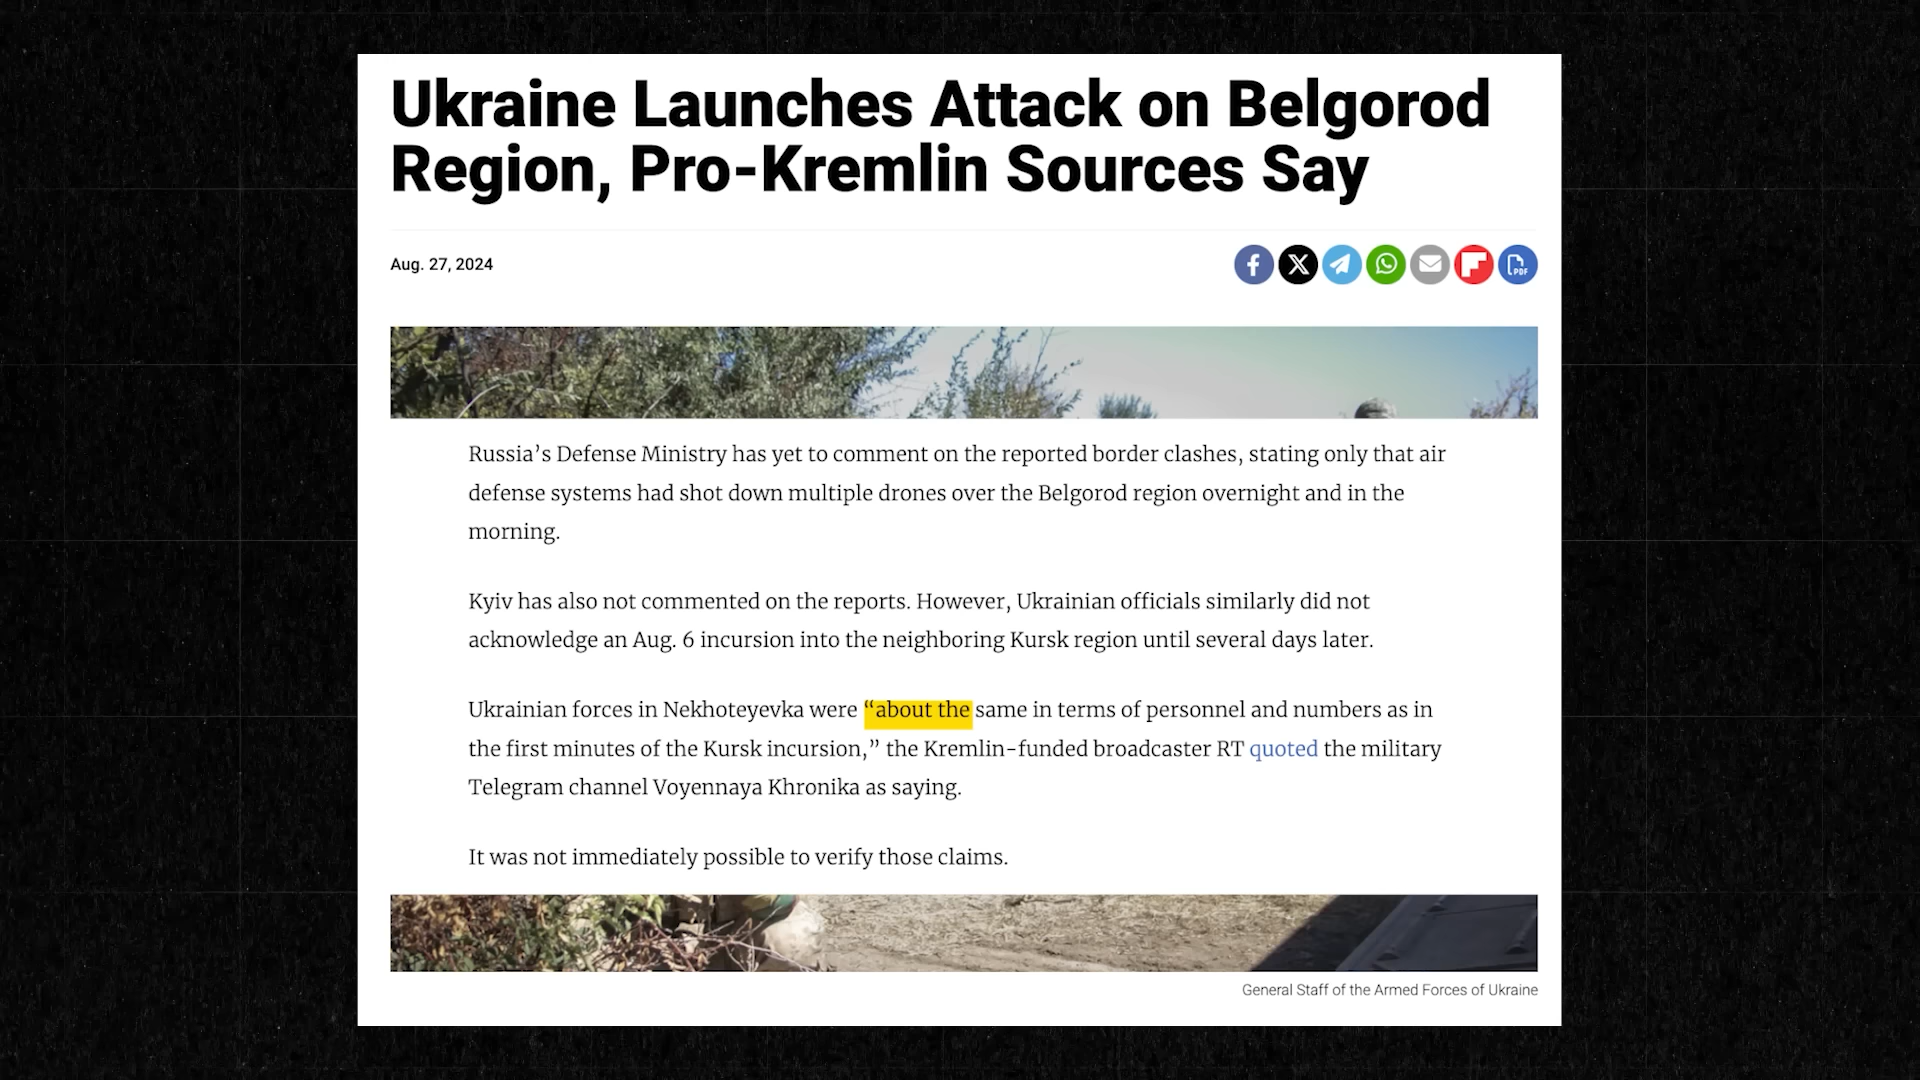 Ukraine Launches Attack on Belgorod
Region, Pro-Kremlin Sources Say
Aug. 27, 2024
PDF
Russia’s Defense Ministry has yet to comment on the reported border clashes, stating only that air
defense systems had shot down multiple drones over the Belgorod region overnight and in the
morning.
Kyiv has also not commented on the reports. However, Ukrainian officials similarly did not
acknowledge an Aug. 6 incursion into the neighboring Kursk region until several days later.
Ukrainian forces in Nekhoteyevka were “about the same in terms of personnel and numbers as in
the first minutes of the Kursk incursion,” the Kremlin-funded broadcaster RT quoted the military
Telegram channel Voyennaya Khronika as saying.
It was not immediately possible to verify those claims.
General Staff of the Armed Forces of Ukraine